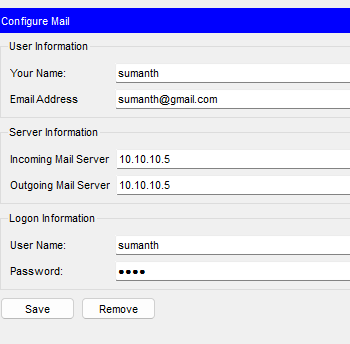 Configure Mail
User Information
Your Name: sumanth
Email Address sumanth@gmail.com
Server Information
Incoming Mail Server 10.10.10.5
Outgoing Mail Server 10.10.10.5
Logon Information
User Name: sumanth
Password: ●●●●
Save Remove